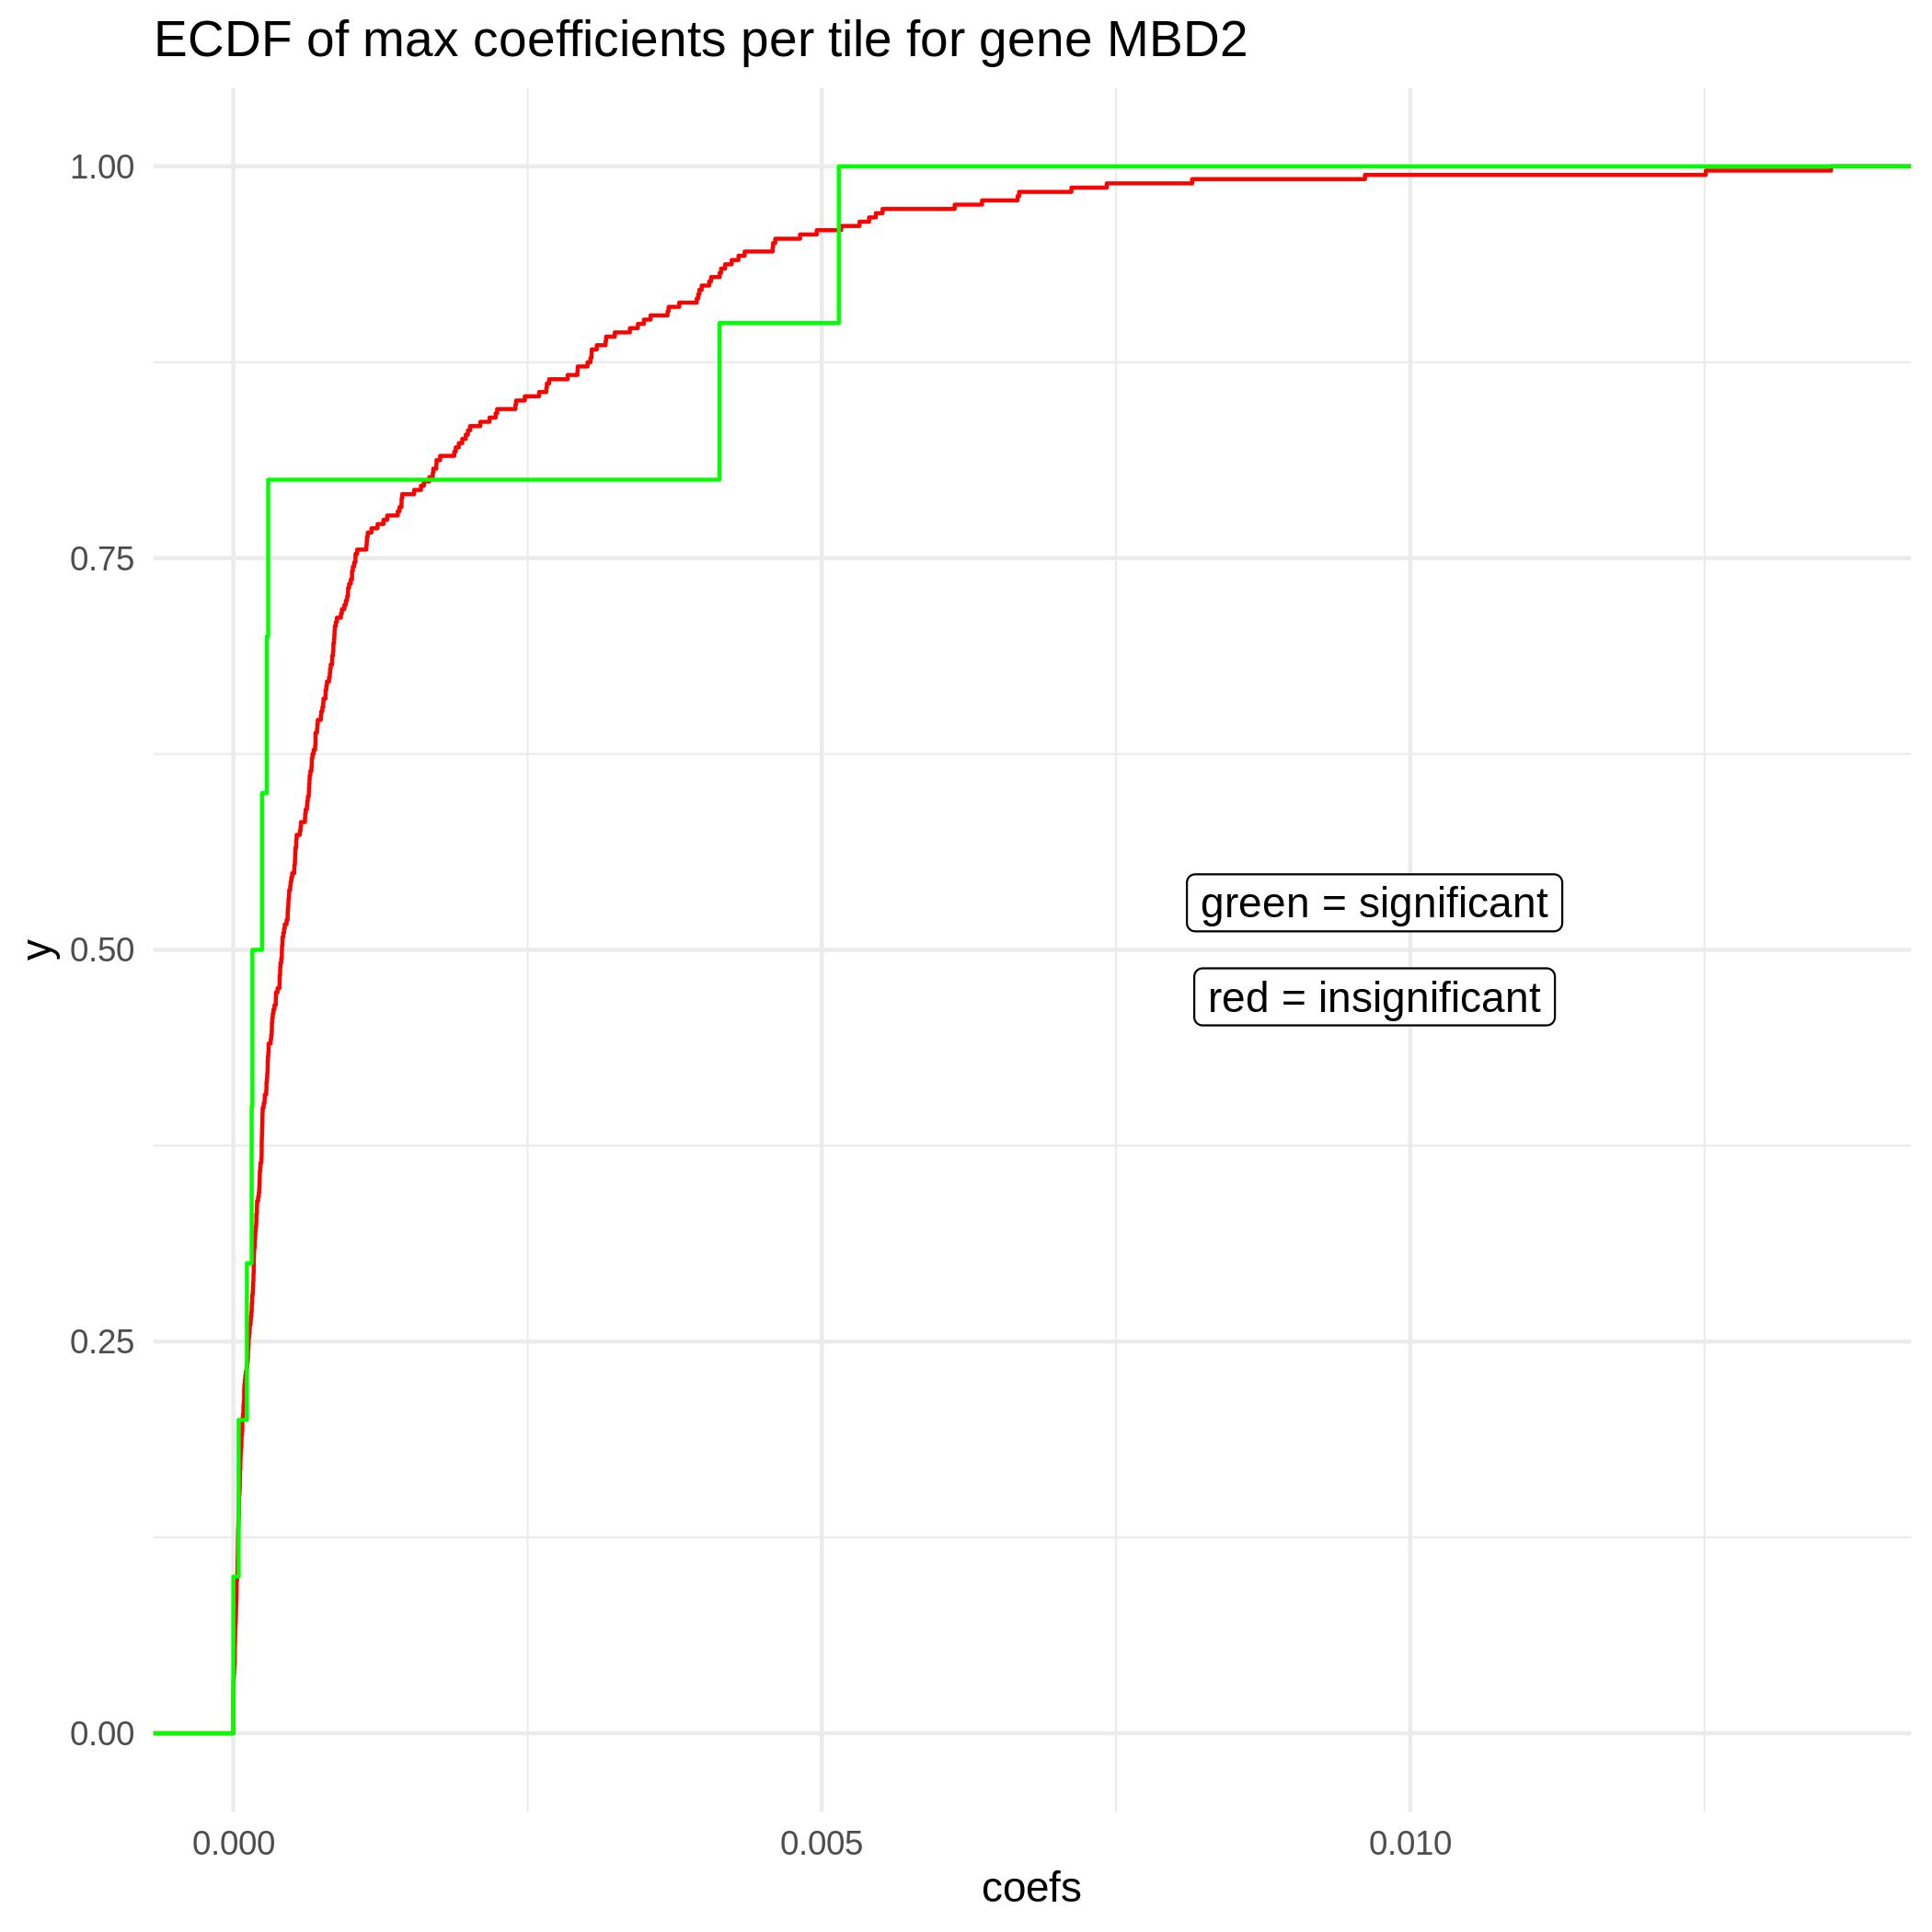 ECDF of max coefficients per tile for gene MBD2
1.00
0.75
0.50
0.25
0.00
y
green = significant
red = insignificant
0.000 0.005 0.010
coefs